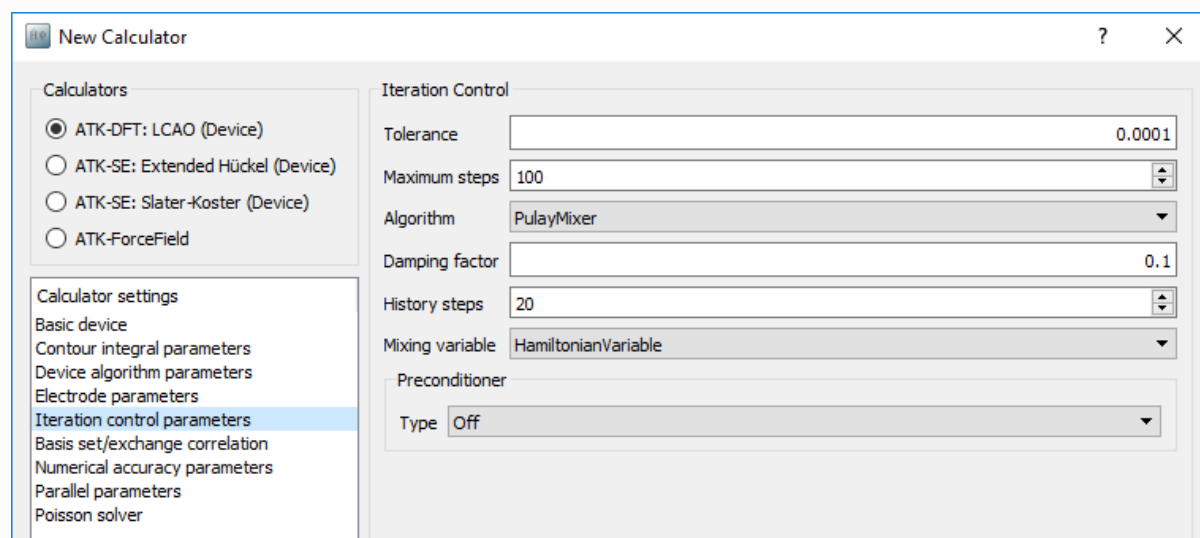 New Calculator
?
Calculators
ATK-DFT: LCAO (Device)
ATK-SE: Extended Hückel (Device)
ATK-SE: Slater-Koster (Device)
ATK-ForceField
Calculator settings
Basic device
Contour integral parameters
Device algorithm parameters
Electrode parameters
Iteration control parameters
Basis set/exchange correlation
Numerical accuracy parameters
Parallel parameters
Poisson solver
Iteration Control
Tolerance 0.0001
Maximum steps 100
Algorithm PulayMixer
Damping factor 0.1
History steps 20
Mixing variable HamiltonianVariable
Preconditioner
Type Off